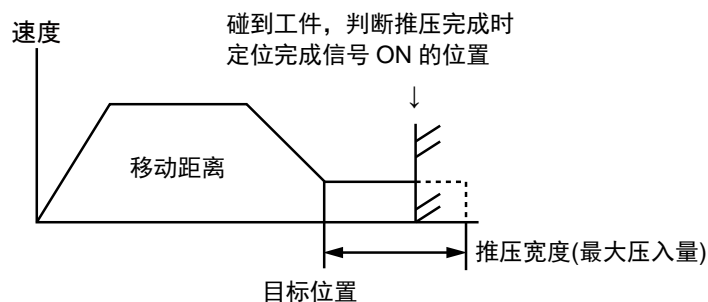 碰到工件，判断推压完成时
定位完成信号 ON 的位置
速度
↓
移动距离
推压宽度(最大压入量)
目标位置